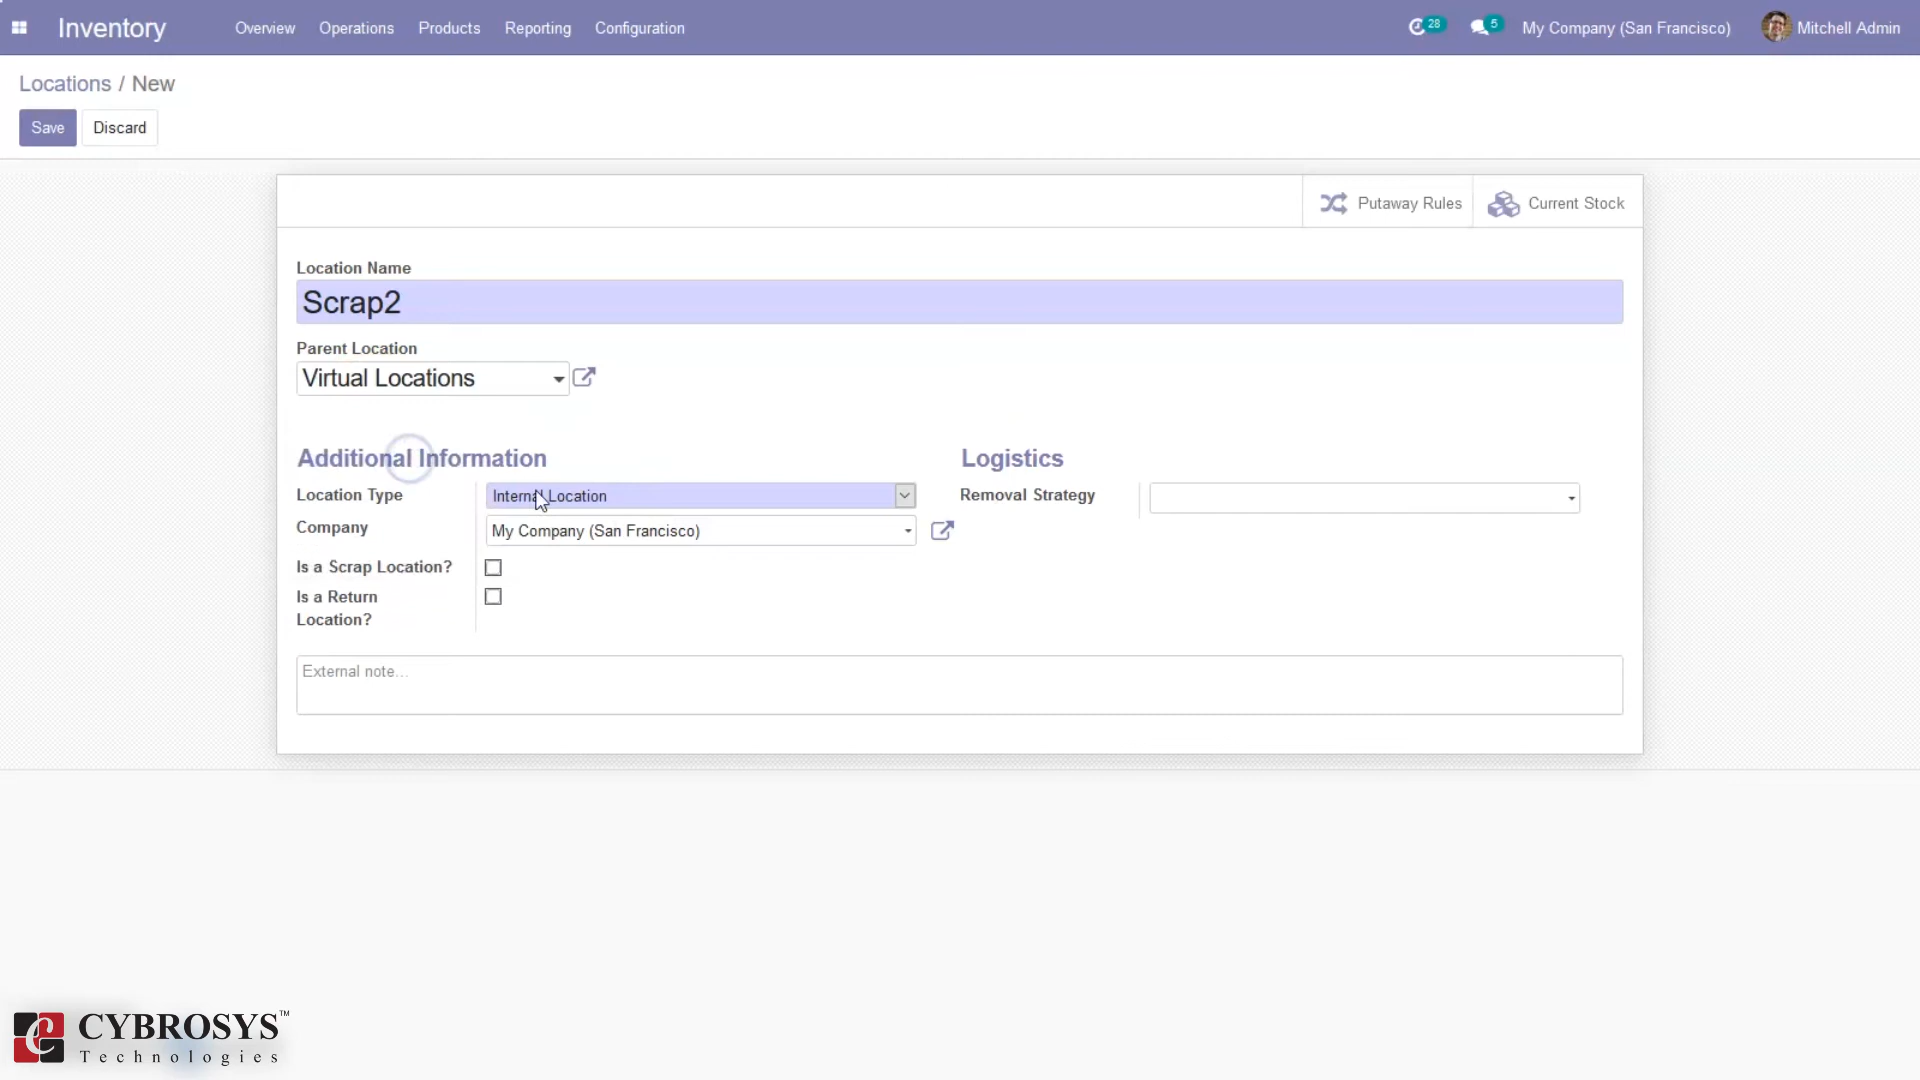 Inventory Overview Operations Products Reporting Configuration 28 5 My Company (San Francisco) Mitchell Admin
Locations / New
Save Discard
Putaway Rules Current Stock
Location Name
Scrap2
Parent Location
Virtual Locations
Additional Information Logistics
Location Type Internal Location Removal Strategy
Company My Company (San Francisco)
Is a Scrap Location?
Is a Return
Location?
External note...
CYBROSYS™
Technologies